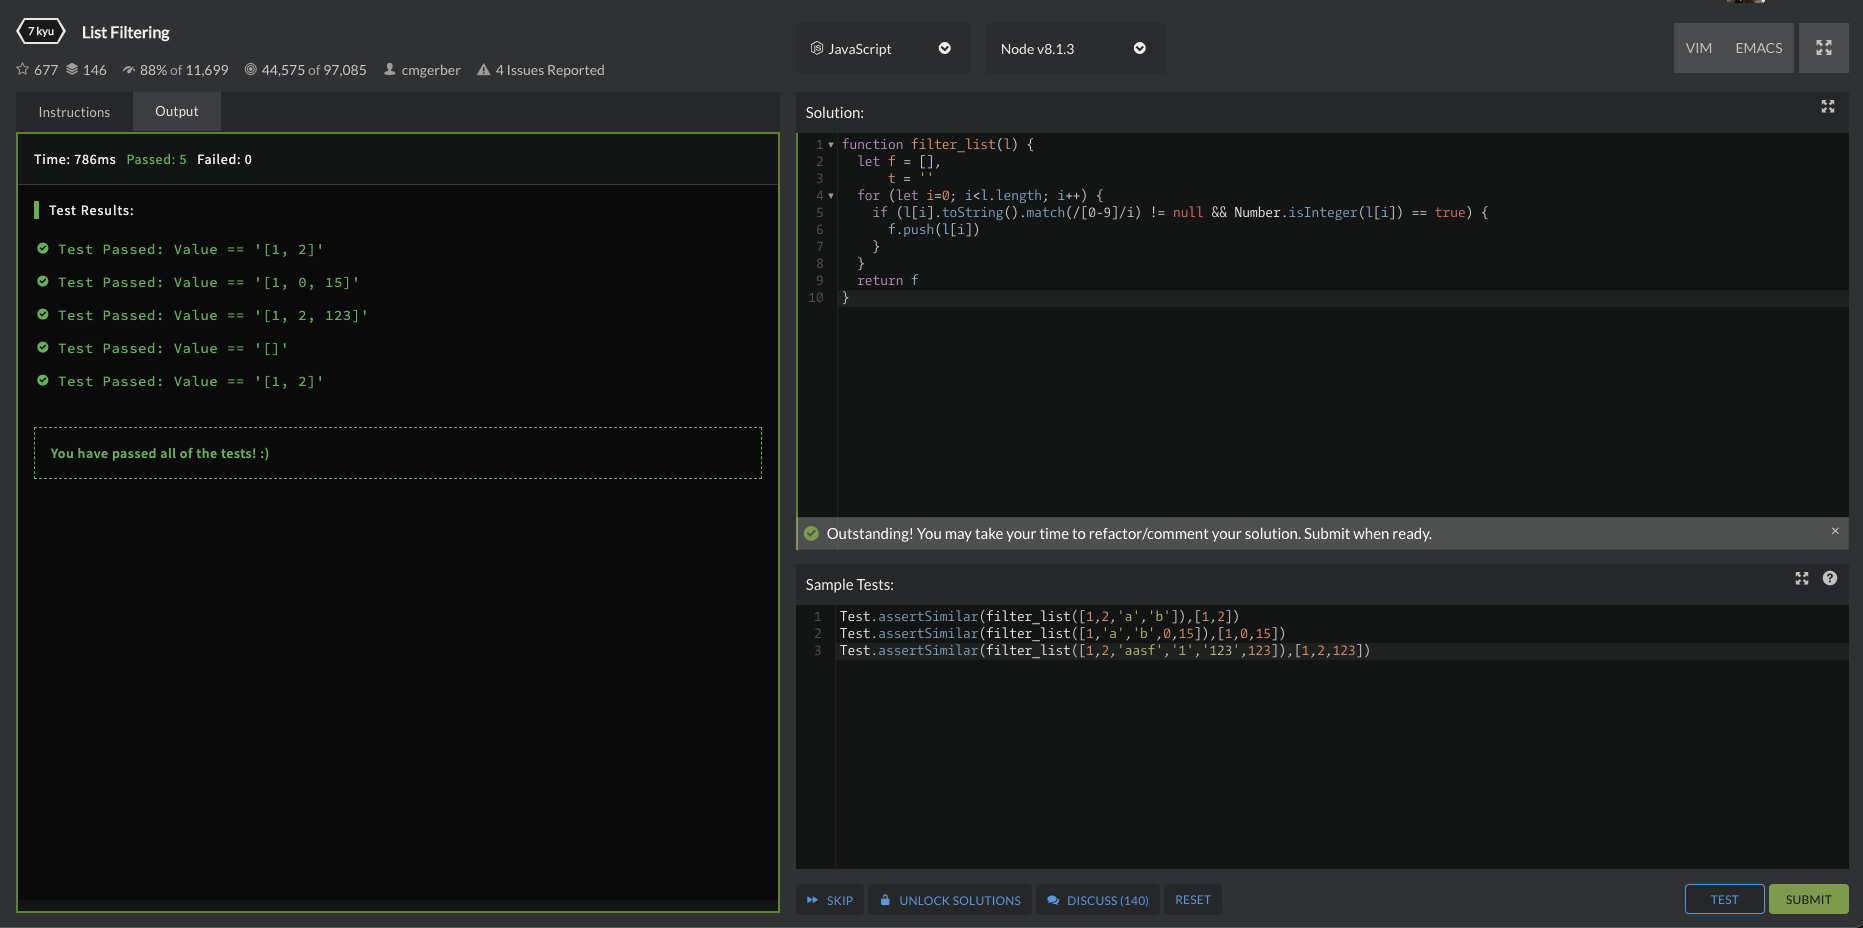 7 kyu List Filtering
677 146 88% of 11,699 44,575 of 97,085 cmgerber 4 Issues Reported
Instructions Output
Time: 786ms Passed: 5 Failed: 0
Test Results:
Test Passed: Value == '[1, 2]'
Test Passed: Value == '[1, 0, 15]'
Test Passed: Value == '[1, 2, 123]'
Test Passed: Value == '[]'
Test Passed: Value == '[1, 2]'
You have passed all of the tests! :)
JavaScript Node v8.1.3 VIM EMACS
Solution:
1 function filter_list(l) {
2 let f = [],
3 t = ''
4 for (let i=0; i<l.length; i++) {
5 if (l[i].toString().match(/[0-9]/i) != null && Number.isInteger(l[i]) == true) {
6 f.push(l[i])
7 }
8 }
9 return f
10 }
Outstanding! You may take your time to refactor/comment your solution. Submit when ready. ×
Sample Tests: ?
1 Test.assertSimilar(filter_list([1,2,'a','b']),[1,2])
2 Test.assertSimilar(filter_list([1,'a','b',0,15]),[1,0,15])
3 Test.assertSimilar(filter_list([1,2,'aasf','1','123',123]),[1,2,123])
SKIP UNLOCK SOLUTIONS DISCUSS (140) RESET TEST SUBMIT